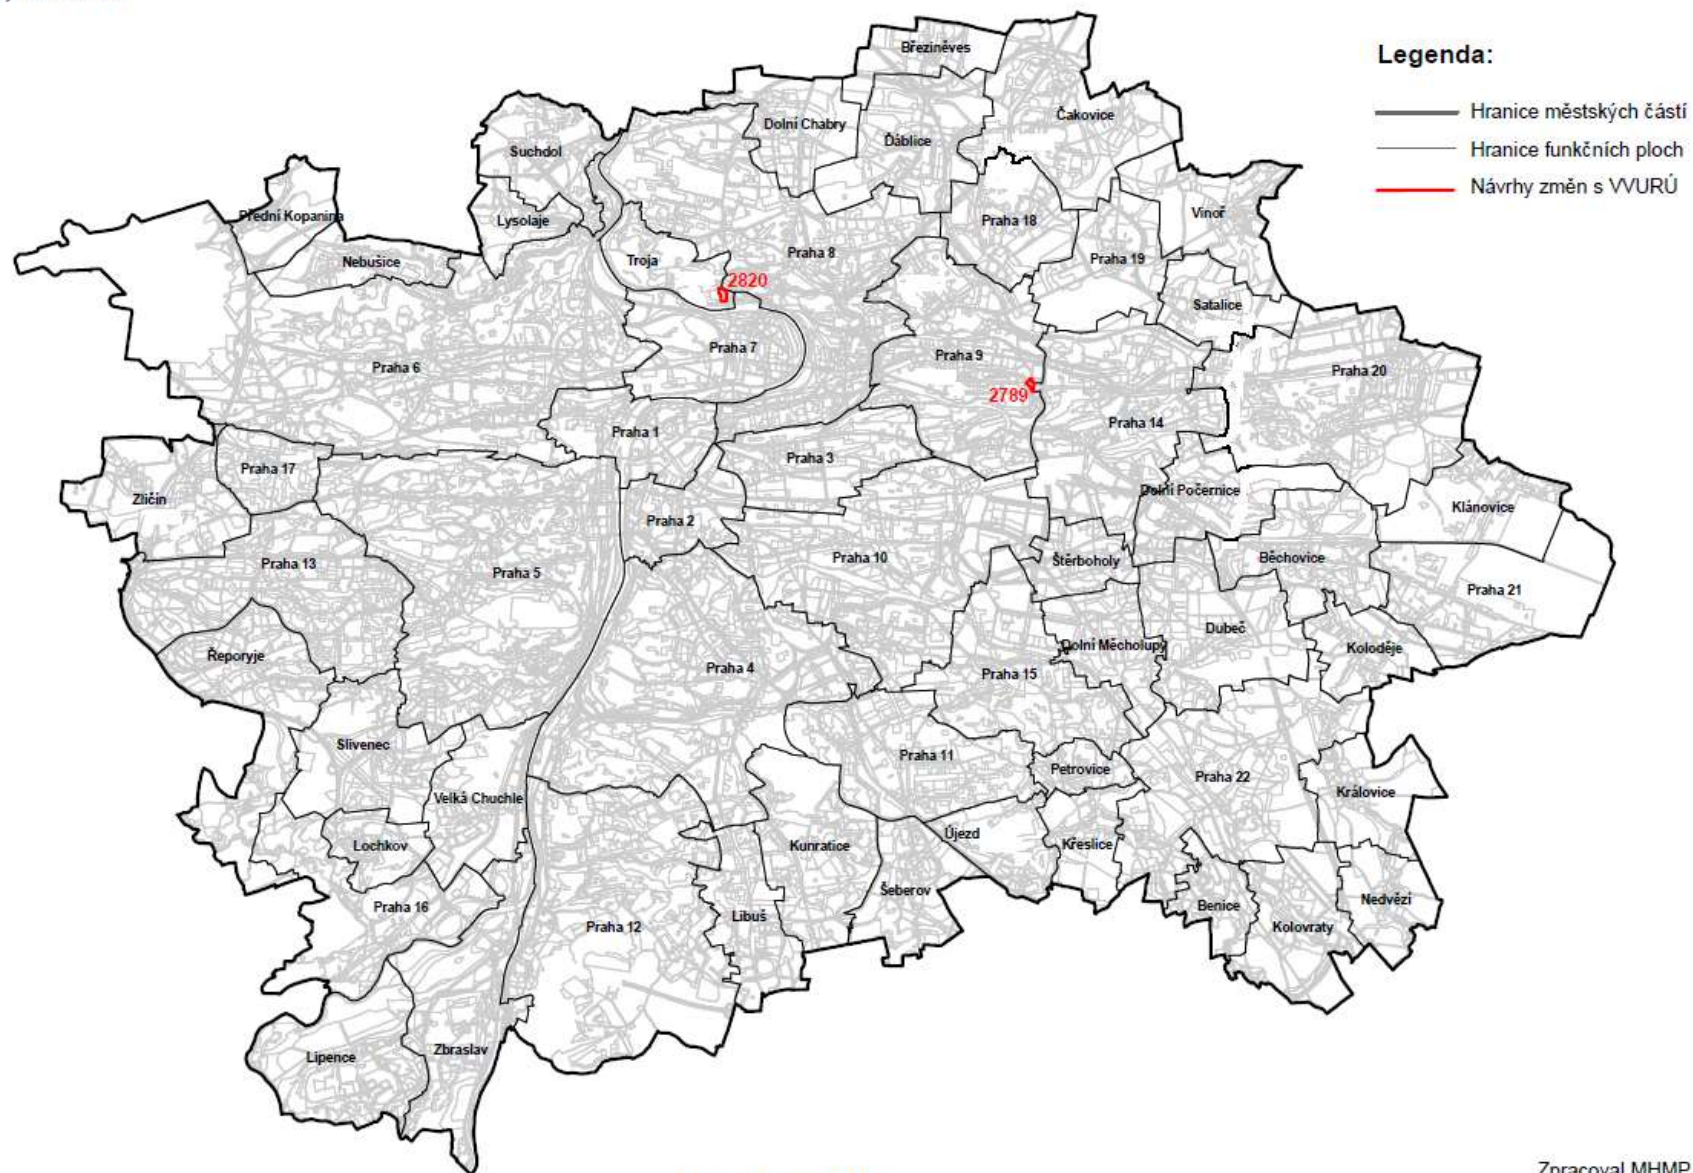 Legenda:
Hranice městských částí
Hranice funkčních ploch
Návrhy změn s VVURÚ
Březiněves
Čakovice
Dolní Chabry
Ďáblice
Suchdol
Lysolaje
Přední Kopanina
Nebušice
Troja
Praha 8
Praha 18
Vinoř
Praha 19
Satalice
2820
Praha 7
Praha 6
Praha 9
2789
Praha 20
Praha 14
Praha 1
Praha 3
Praha 17
Zličín
Dolní Počernice
Klánovice
Praha 2
Praha 10
Štěrboholy
Běchovice
Praha 13
Praha 5
Praha 21
Dubeč
Koloděje
Řeporyje
Praha 4
Dolní Měcholupy
Praha 15
Slivenec
Praha 11
Petrovice
Praha 22
Královice
Velká Chuchle
Lochkov
Kunratice
Újezd
Křeslice
Šeberov
Praha 16
Praha 12
Libuš
Benice
Nedvězí
Kolovraty
Lipence
Zbraslav
Zpracoval MHMP